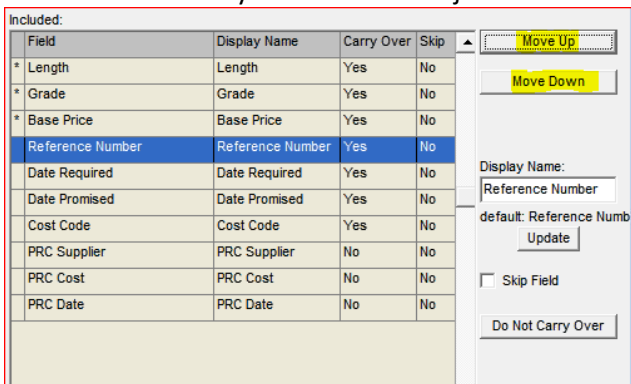 Included:
Field Display Name Carry Over Skip
* Length Length Yes No
* Grade Grade Yes No
* Base Price Base Price Yes No
Reference Number Reference Number Yes No
Date Required Date Required Yes No
Date Promised Date Promised Yes No
Cost Code Cost Code Yes No
PRC Supplier PRC Supplier No No
PRC Cost PRC Cost No No
PRC Date PRC Date No No
Move Up
Move Down
Display Name:
Reference Number
default: Reference Numb
Update
Skip Field
Do Not Carry Over